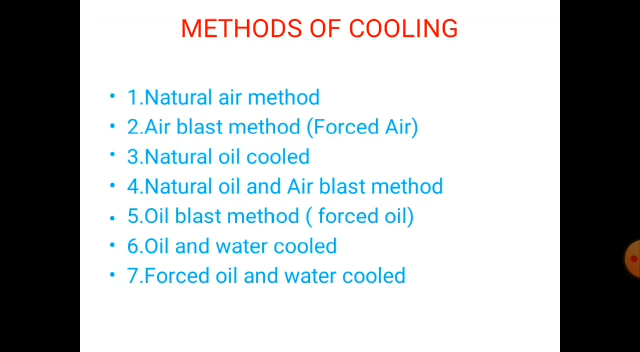 METHODS OF COOLING
• 1.Natural air method
• 2.Air blast method (Forced Air)
• 3.Natural oil cooled
• 4.Natural oil and Air blast method
• 5.Oil blast method ( forced oil)
• 6.Oil and water cooled
• 7.Forced oil and water cooled